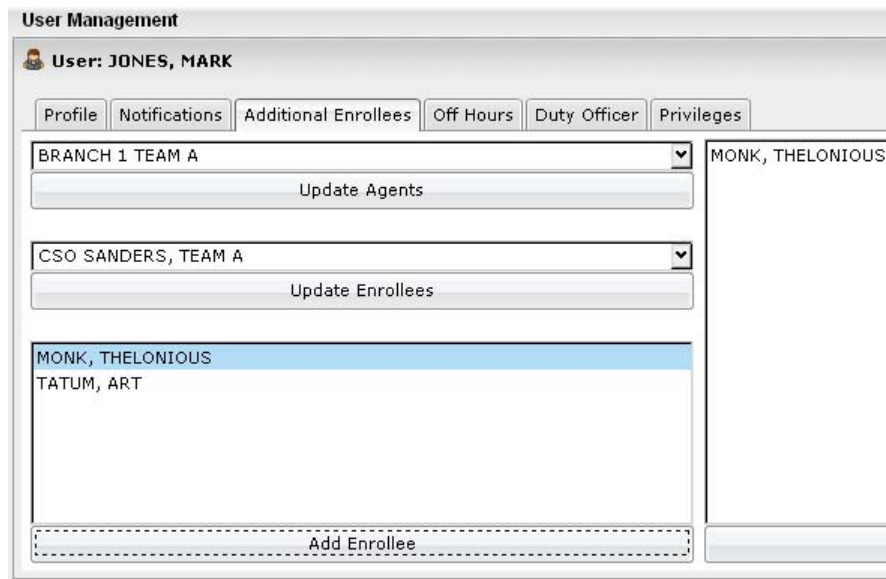 User Management
User: JONES, MARK
Profile Notifications Additional Enrollees Off Hours Duty Officer Privileges
BRANCH 1 TEAM A
Update Agents
CSO SANDERS, TEAM A
Update Enrollees
MONK, THELONIOUS
TATUM, ART
Add Enrollee
MONK, THELONIOUS